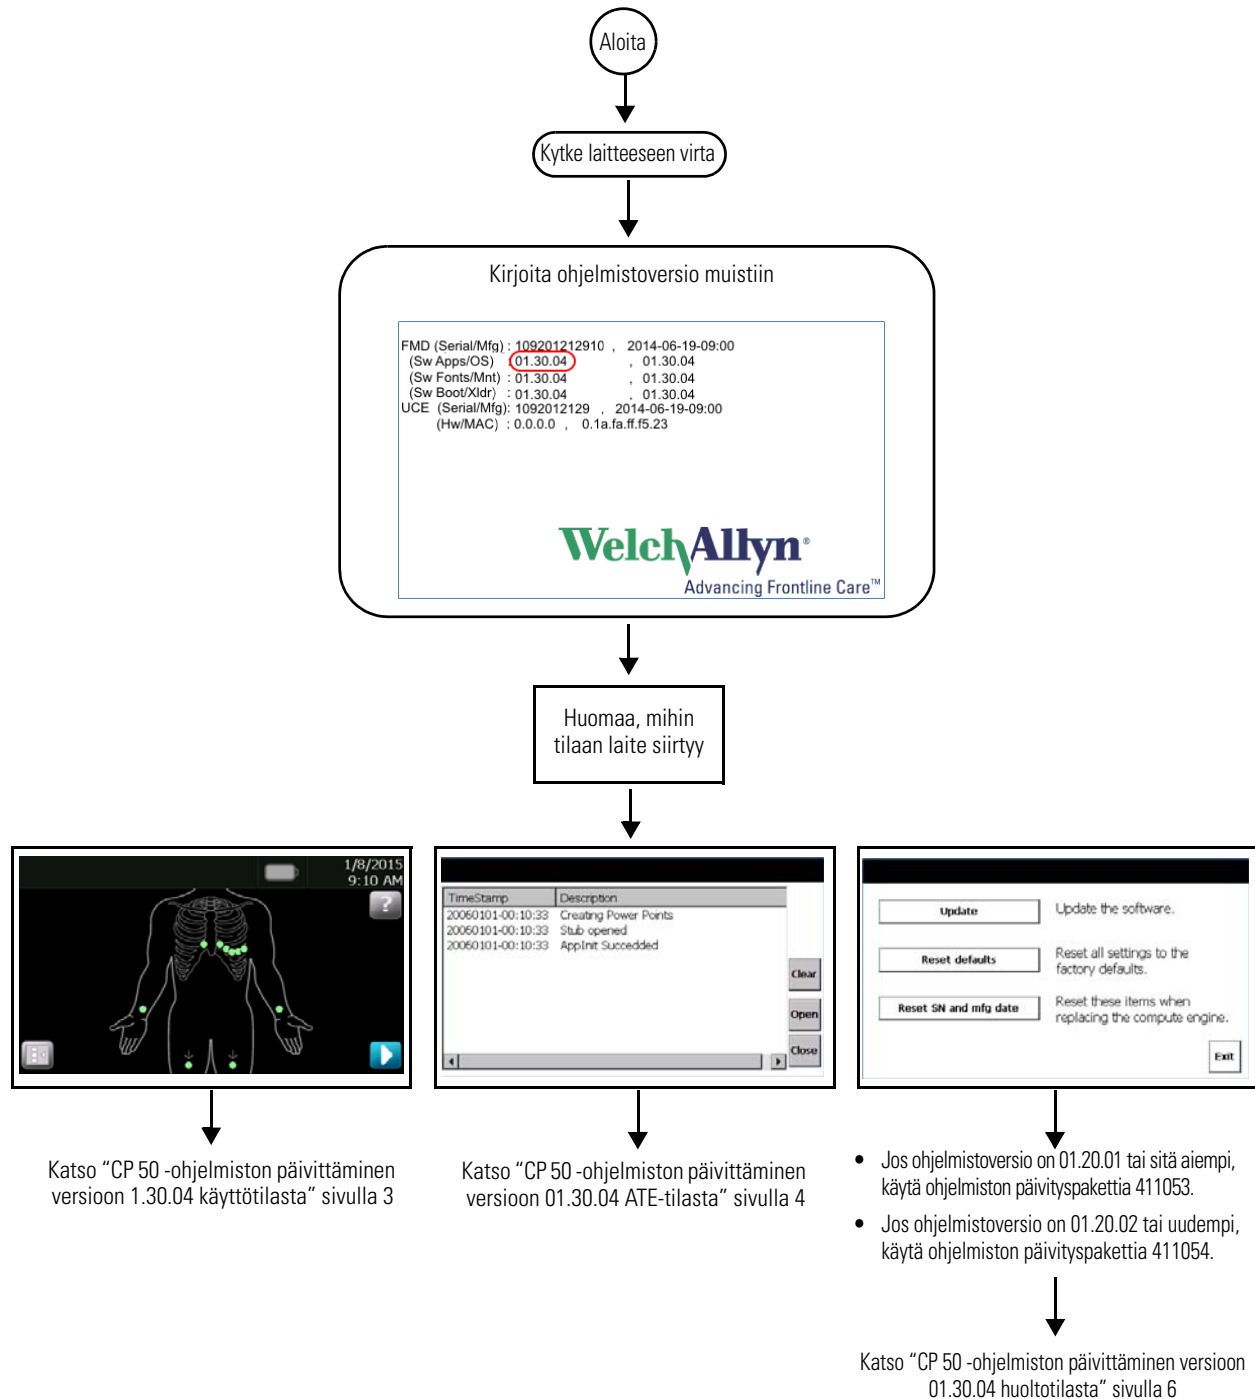 Aloita
Kytke laitteeseen virta
Kirjoita ohjelmistoversio muistiin
FMD (Serial/Mfg) : 109201212910 , 2014-06-19-09:00
(Sw Apps/OS) : 01.30.04 , 01.30.04
(Sw Fonts/Mnt) : 01.30.04 , 01.30.04
(Sw Boot/Xldr) : 01.30.04 , 01.30.04
UCE (Serial/Mfg): 1092012129 , 2014-06-19-09:00
(Hw/MAC) : 0.0.0.0 , 0.1a.fa.ff.f5.23
WelchAllyn®
Advancing Frontline Care™
Huomaa, mihin
tilaan laite siirtyy
1/8/2015
9:10 AM
?
TimeStamp Description
20060101-00:10:33 Creating Power Points
20060101-00:10:33 Stub opened
20060101-00:10:33 AppInit Succedded
Clear
Open
Close
Update Update the software.
Reset defaults Reset all settings to the
factory defaults.
Reset SN and mfg date Reset these items when
replacing the compute engine.
Exit
Katso “CP 50 -ohjelmiston päivittäminen
versioon 1.30.04 käyttötilasta” sivulla 3
Katso “CP 50 -ohjelmiston päivittäminen
versioon 01.30.04 ATE-tilasta” sivulla 4
• Jos ohjelmistoversio on 01.20.01 tai sitä aiempi,
käytä ohjelmiston päivityspakettia 411053.
• Jos ohjelmistoversio on 01.20.02 tai uudempi,
käytä ohjelmiston päivityspakettia 411054.
Katso “CP 50 -ohjelmiston päivittäminen versioon
01.30.04 huoltotilasta” sivulla 6